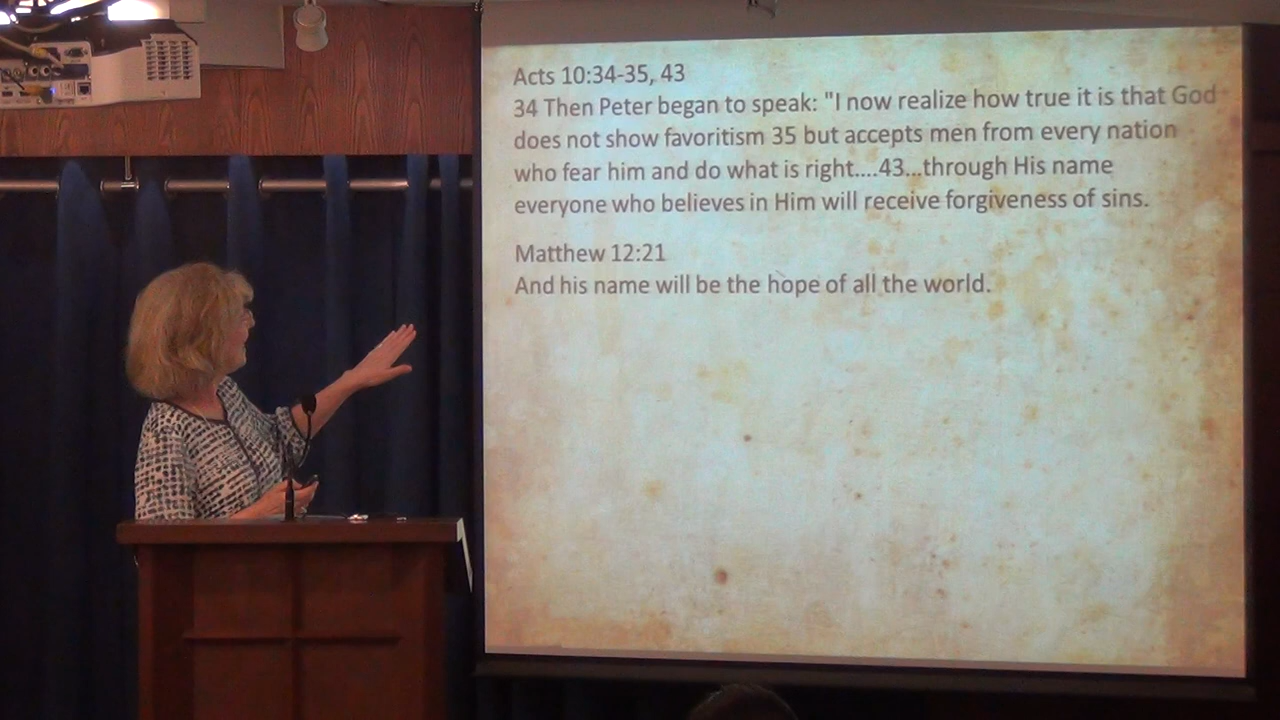 Acts 10:34-35, 43
34 Then Peter began to speak: "I now realize how true it is that God
does not show favoritism 35 but accepts men from every nation
who fear him and do what is right....43...through His name
everyone who believes in Him will receive forgiveness of sins.
Matthew 12:21
And his name will be the hope of all the world.